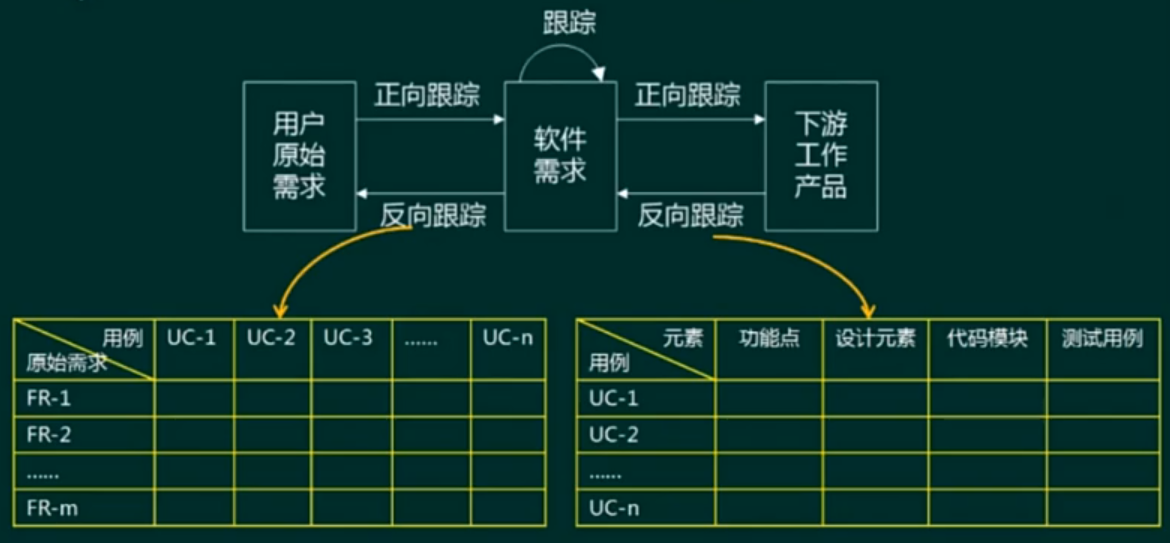 跟踪
正向跟踪
正向跟踪
用户
原始
需求
软件
需求
下游
工作
产品
反向跟踪
反向跟踪
用例
原始需求
UC-1
UC-2
UC-3
......
UC-n
FR-1
FR-2
......
FR-m
元素
用例
功能点
设计元素
代码模块
测试用例
UC-1
UC-2
......
UC-n